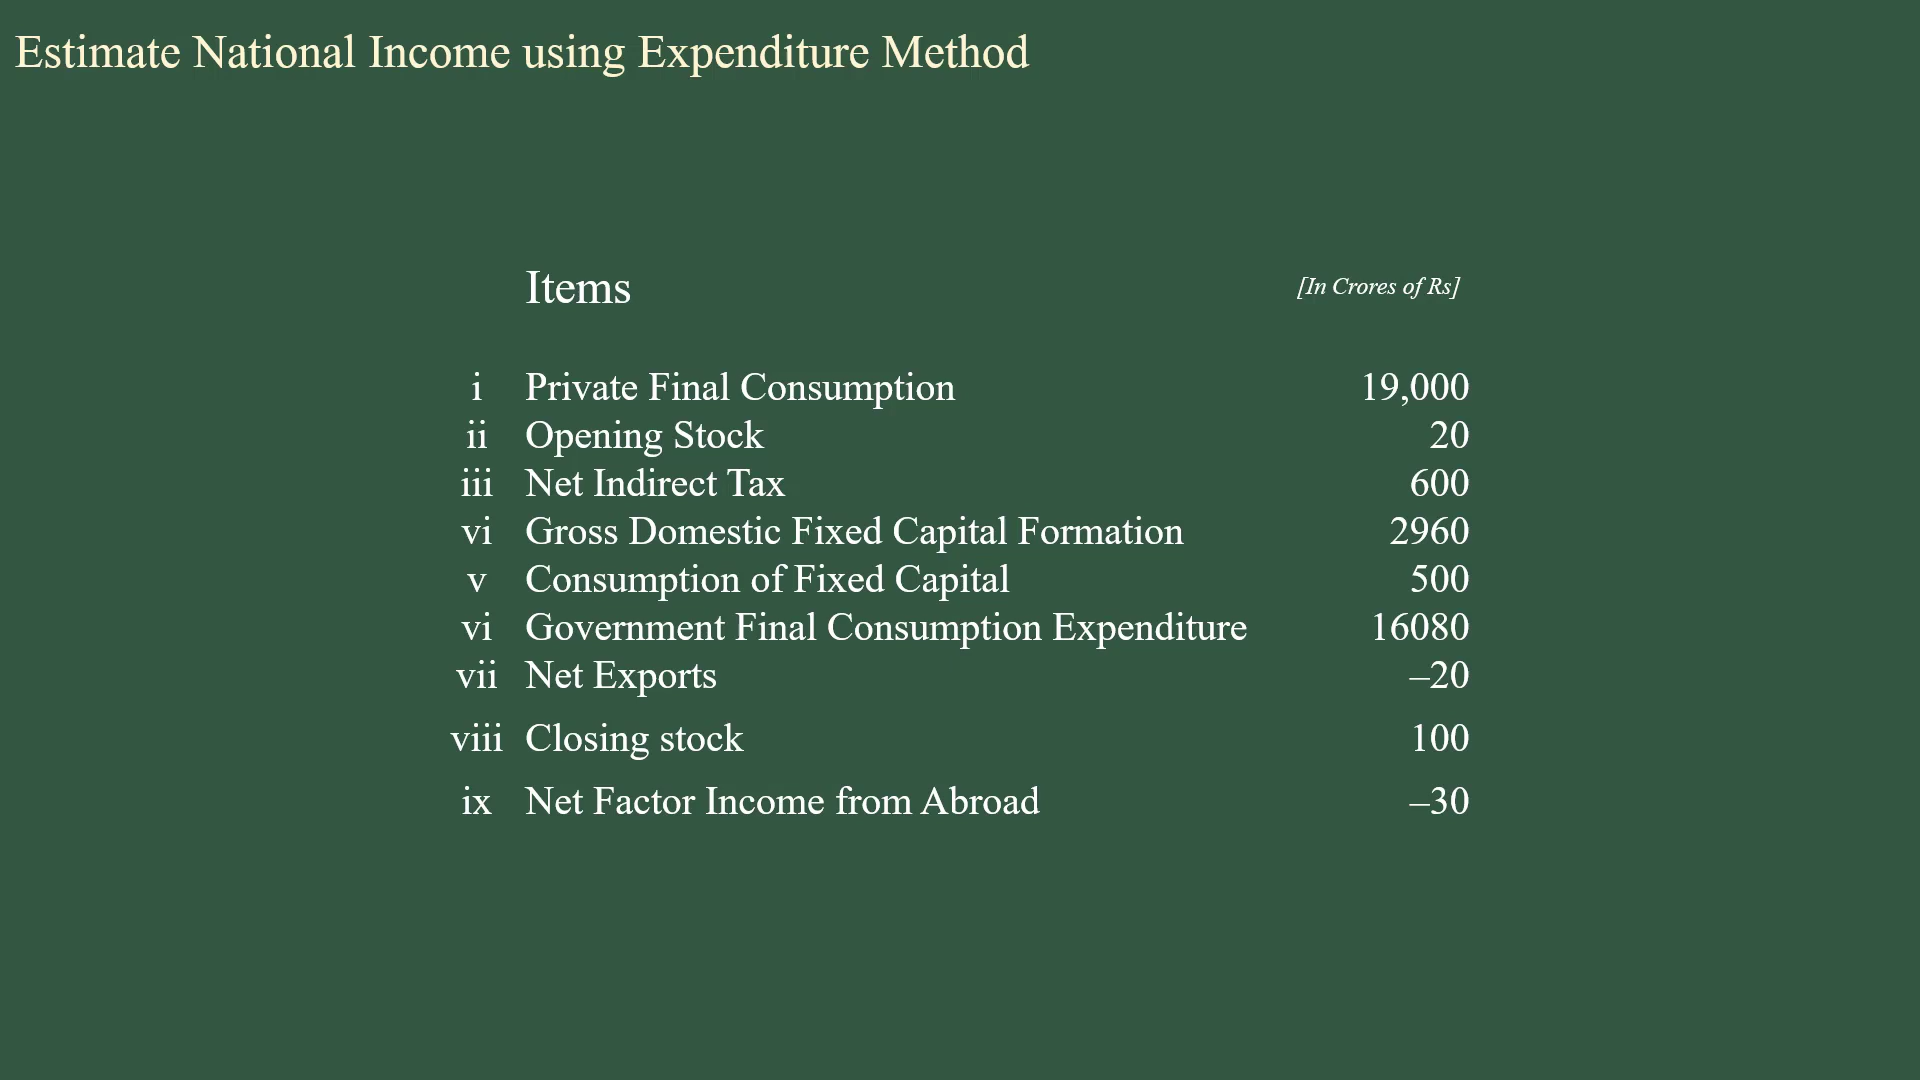 Estimate National Income using Expenditure Method
Items [In Crores of Rs]
i Private Final Consumption 19,000
ii Opening Stock 20
iii Net Indirect Tax 600
vi Gross Domestic Fixed Capital Formation 2960
v Consumption of Fixed Capital 500
vi Government Final Consumption Expenditure 16080
vii Net Exports –20
viii Closing stock 100
ix Net Factor Income from Abroad –30